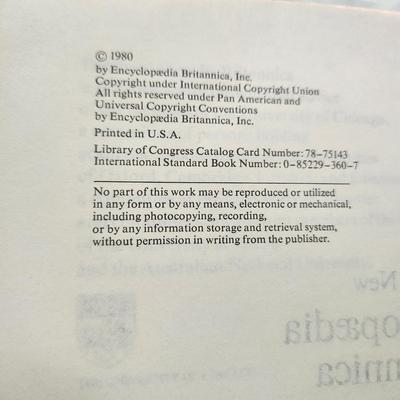 © 1980
by Encyclopædia Britannica, Inc.
Copyright under International Copyright Union
All rights reserved under Pan American and
Universal Copyright Conventions
by Encyclopædia Britannica, Inc.
Printed in U.S.A.
Library of Congress Catalog Card Number: 78-75143
International Standard Book Number: 0-85229-360-7
No part of this work may be reproduced or utilized
in any form or by any means, electronic or mechanical,
including photocopying, recording,
or by any information storage and retrieval system,
without permission in writing from the publisher.